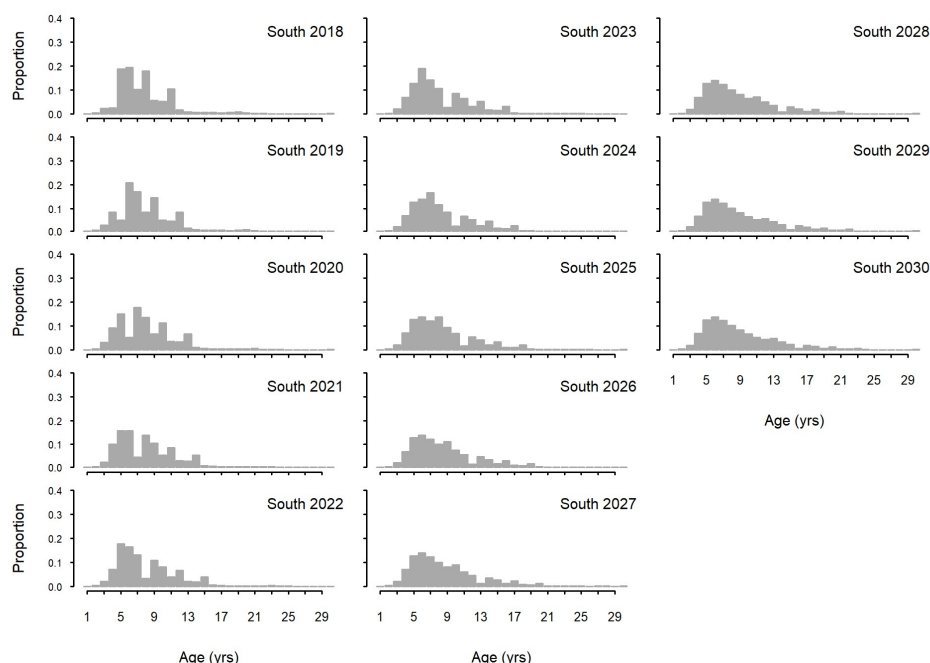 0.4
0.3
0.2
0.1
0.0
Proportion
South 2018
South 2023
South 2028
0.4
0.3
0.2
0.1
0.0
South 2019
South 2024
South 2029
0.4
0.3
0.2
0.1
0.0
Proportion
South 2020
South 2025
South 2030
1 5 9 13 17 21 25 29
Age (yrs)
0.4
0.3
0.2
0.1
0.0
South 2021
South 2026
0.4
0.3
0.2
0.1
0.0
Proportion
South 2022
South 2027
1 5 9 13 17 21 25 29
1 5 9 13 17 21 25 29
Age (yrs)
Age (yrs)